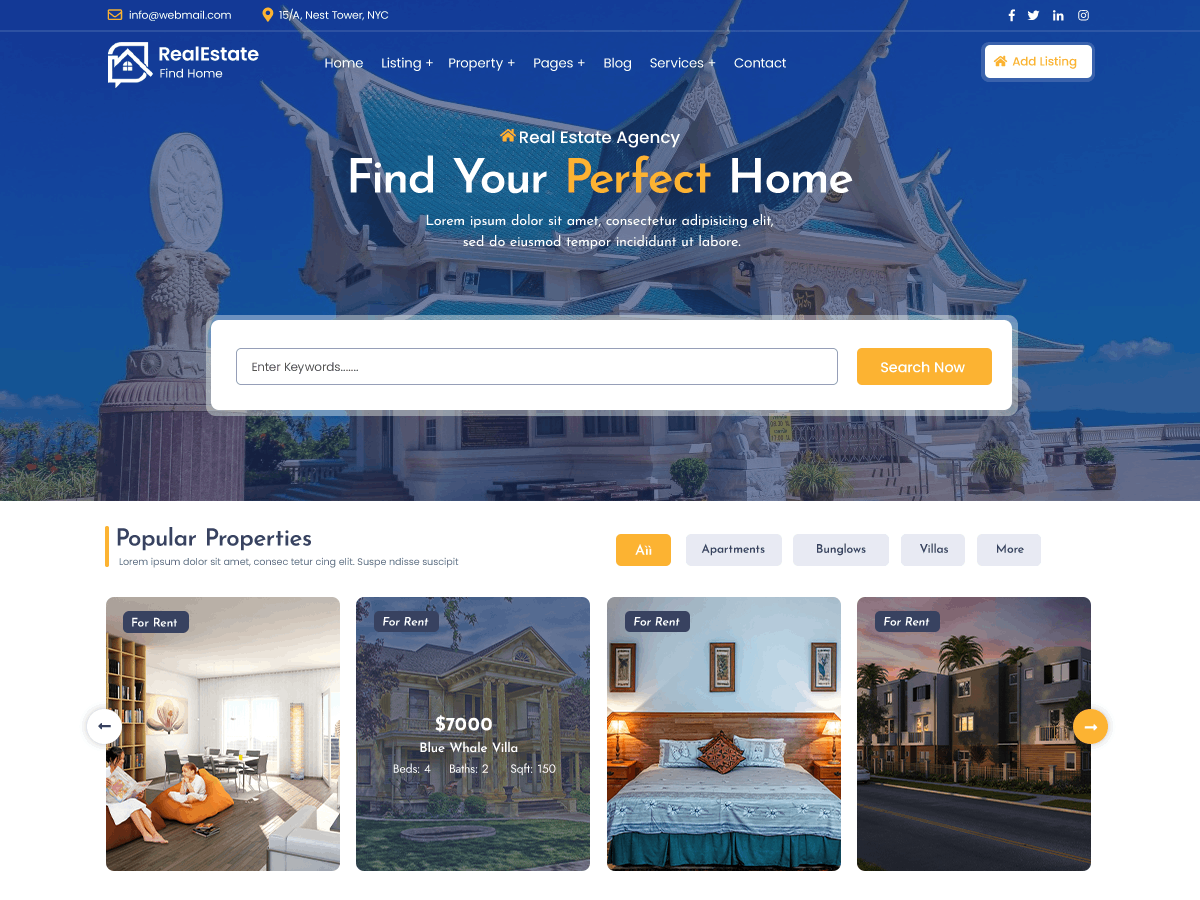 info@webmail.com
15/A, Nest Tower, NYC
RealEstate
Find Home
Home
Listing +
Property +
Pages +
Blog
Services +
Contact
Add Listing
Real Estate Agency
Find Your Perfect Home
Lorem ipsum dolor sit amet, consectetur adipisicing elit,
sed do eiusmod tempor incididunt ut labore.
Enter Keywords.......
Search Now
Popular Properties
Lorem ipsum dolor sit amet, consec tetur cing elit. Suspe ndisse suscipit
All
Apartments
Bunglows
Villas
More
For Rent
For Rent
For Rent
For Rent
$7000
Blue Whale Villa
Beds: 4 Baths: 2 Sqft: 150